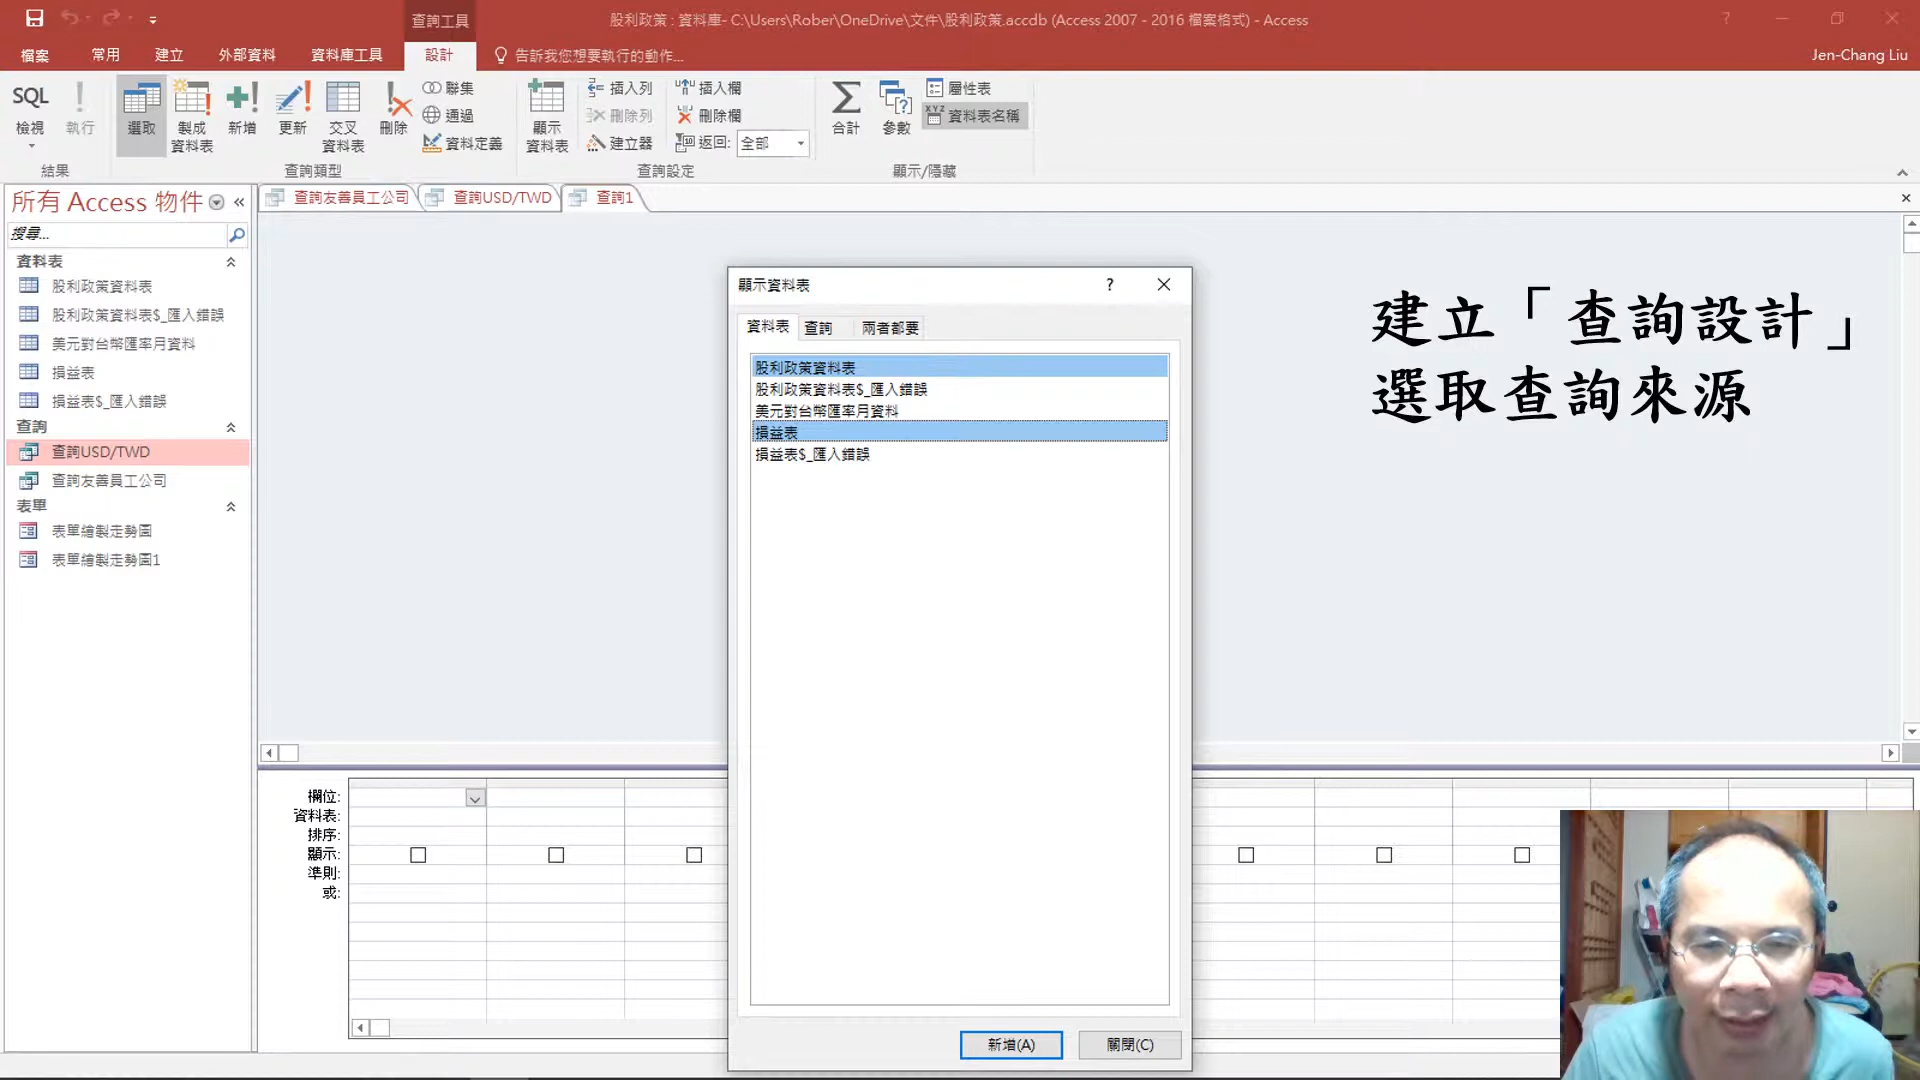 查詢工具
股利政策 : 資料庫- C:\Users\Rober\OneDrive\文件\股利政策.accdb (Access 2007 - 2016 檔案格式) - Access
檔案 常用 建立 外部資料 資料庫工具 設計 告訴我您想要執行的動作... Jen-Chang Liu
SQL
檢視
執行
結果
選取
製成
資料表
新增
更新
交叉
資料表
刪除
聯集
通過
資料定義
查詢類型
顯示
資料表
插入列
刪除列
建立器
插入欄
刪除欄
返回: 全部
查詢設定
合計
參數
屬性表
資料表名稱
顯示/隱藏
所有 Access 物件
搜尋...
資料表
股利政策資料表
股利政策資料表$_匯入錯誤
美元對台幣匯率月資料
損益表
損益表$_匯入錯誤
查詢
查詢USD/TWD
查詢友善員工公司
表單
表單繪製走勢圖
表單繪製走勢圖1
查詢友善員工公司 查詢USD/TWD 查詢1
顯示資料表 ?
資料表 查詢 兩者都要
股利政策資料表
股利政策資料表$_匯入錯誤
美元對台幣匯率月資料
損益表
損益表$_匯入錯誤
新增(A) 關閉(C)
建立「查詢設計」
選取查詢來源
欄位:
資料表:
排序:
顯示:
準則:
或: